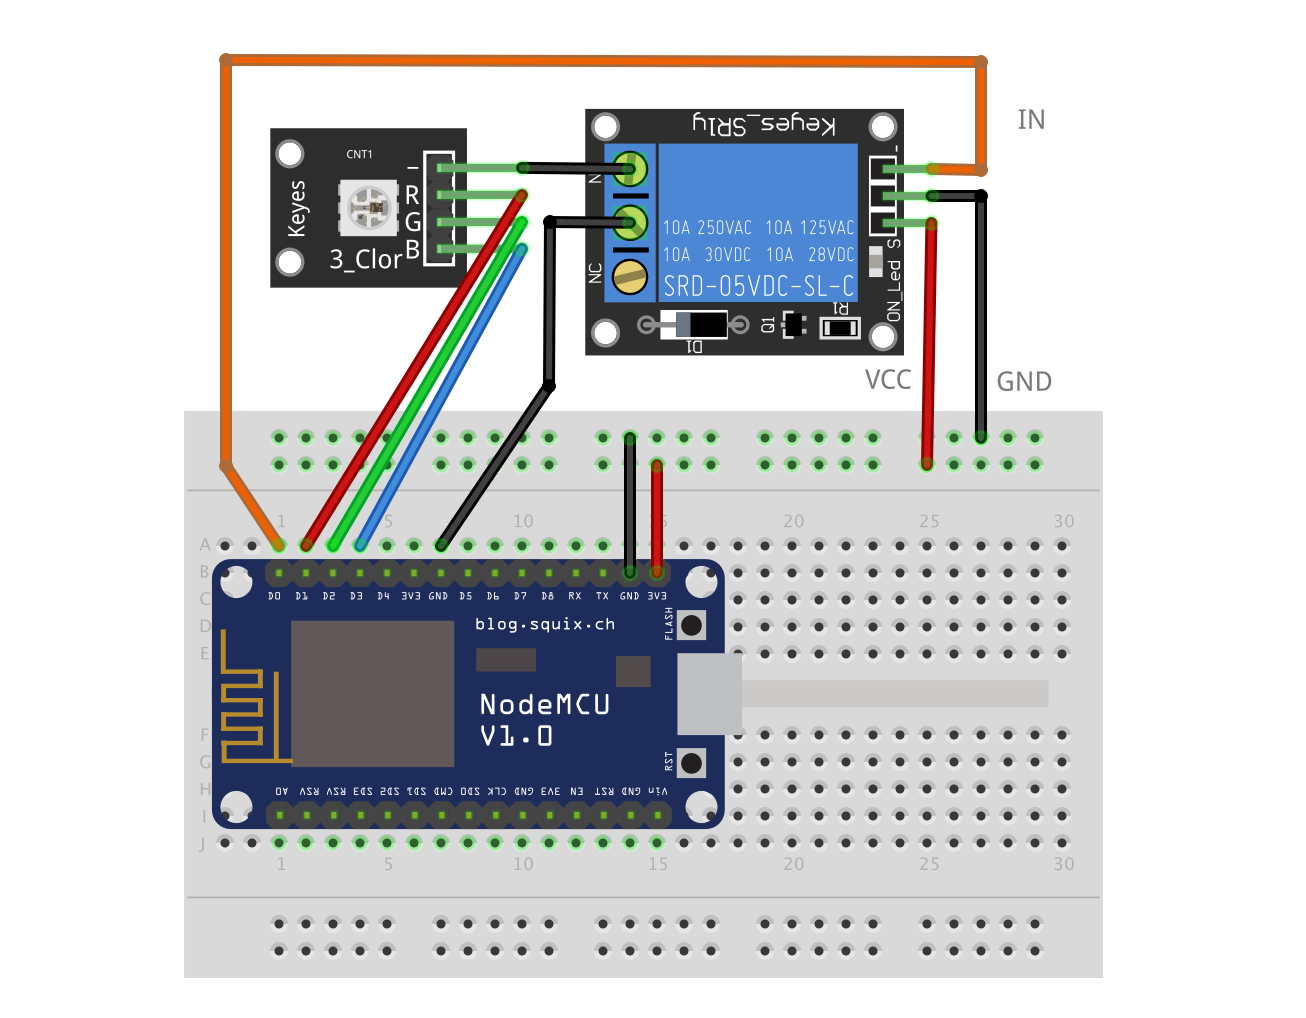 IN
Keyes_SR1y
CNT1
-
R
G
B
Keyes
3_Clor
N
NC
10A 250VAC 10A 125VAC
10A 30VDC 10A 28VDC
SRD-05VDC-SL-C
-
S
ON_Led
D1
Q1
R1
VCC
GND
1 5 10 15 20 25 30
A
B
C
D
E
D0 D1 D2 D3 D4 3V3 GND D5 D6 D7 D8 RX TX GND 3V3
blog.squix.ch
FLASH
NodeMCU
V1.0
RST
F
G
H
I
J
A0 RSV RSV SD3 SD2 SD1 CMD SD0 CLK GND 3V3 EN RST GND Vin
1 5 10 15 20 25 30